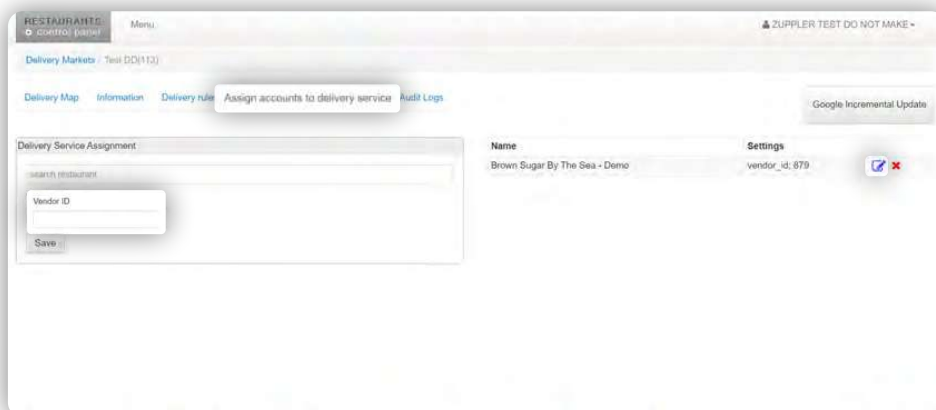 RESTAURANTS
control panel
Menu
ZUPPLER TEST DO NOT MAKE
Delivery Markets / Test DD(113)
Delivery Map Information Delivery rule Assign accounts to delivery service Audit Logs
Google Incremental Update
Delivery Service Assignment
search restaurant
Vendor ID
Save
Name Settings
Brown Sugar By The Sea - Demo vendor_id: 879